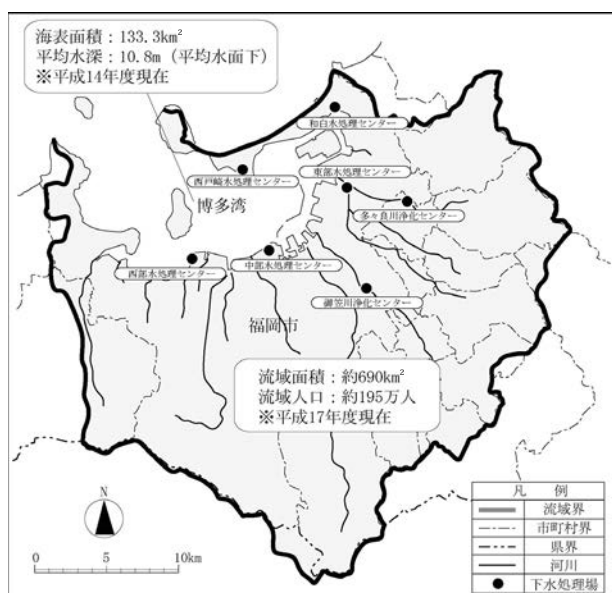 海表面積：133.3km²
平均水深：10.8m（平均水面下）
※平成14年度現在
和白水処理センター
東部水処理センター
西戸崎水処理センター
博多湾
多々良川浄化センター
西部水処理センター
中部水処理センター
御笠川浄化センター
福岡市
流域面積：約690km²
流域人口：約195万人
※平成17年度現在
N
0 5 10km
凡 例
流域界
市町村界
県界
河川
下水処理場